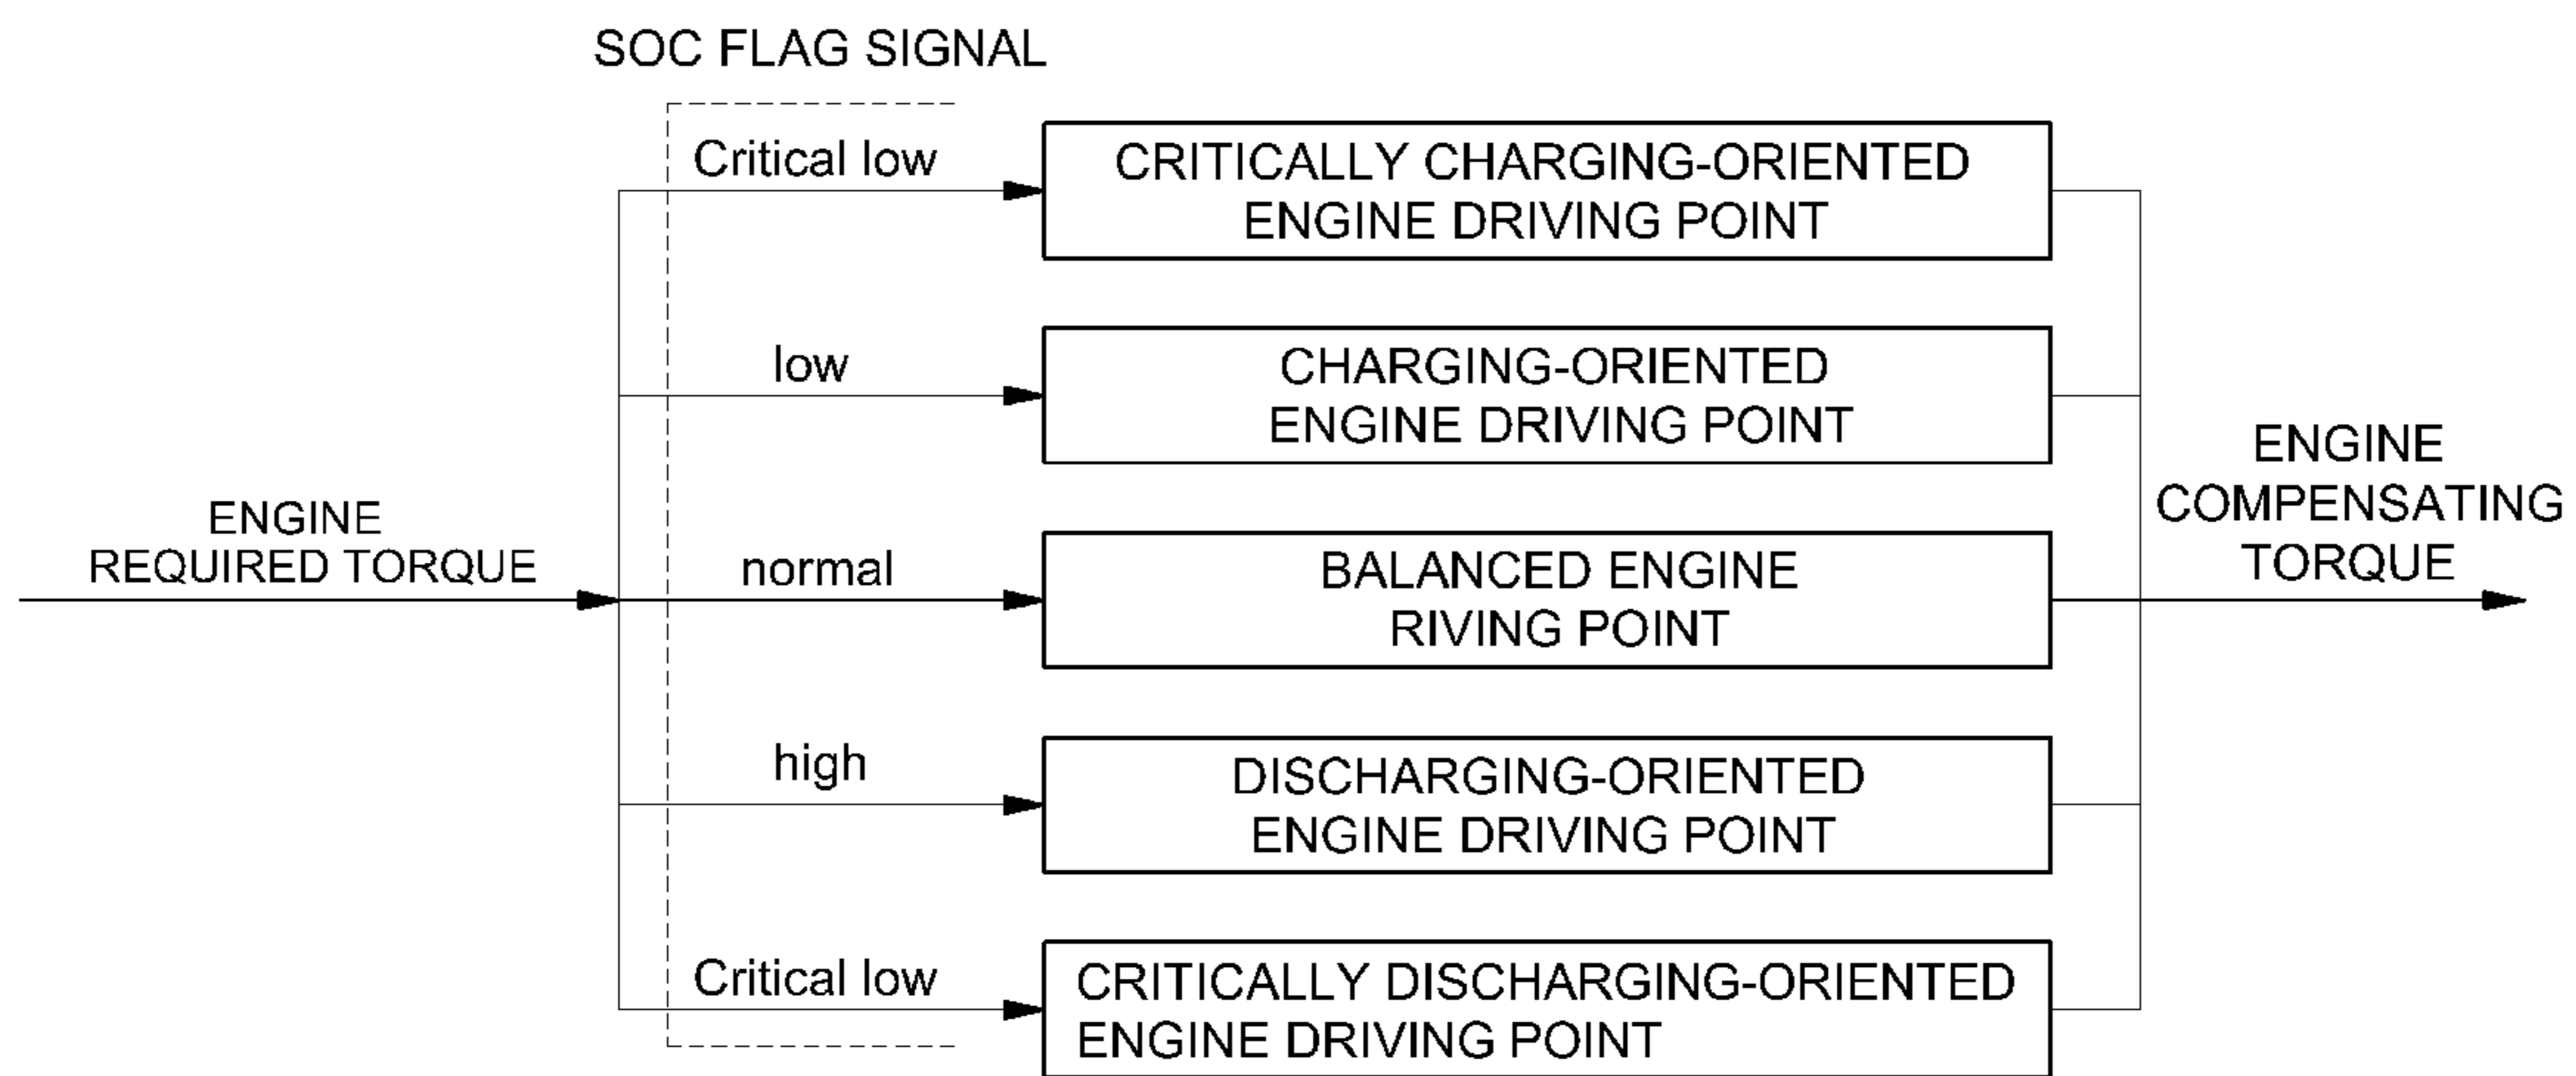 SOC FLAG SIGNAL
Critical low
CRITICALLY CHARGING-ORIENTED
ENGINE DRIVING POINT
low
CHARGING-ORIENTED
ENGINE DRIVING POINT
ENGINE
REQUIRED TORQUE
normal
BALANCED ENGINE
RIVING POINT
ENGINE
COMPENSATING
TORQUE
high
DISCHARGING-ORIENTED
ENGINE DRIVING POINT
Critical low
CRITICALLY DISCHARGING-ORIENTED
ENGINE DRIVING POINT